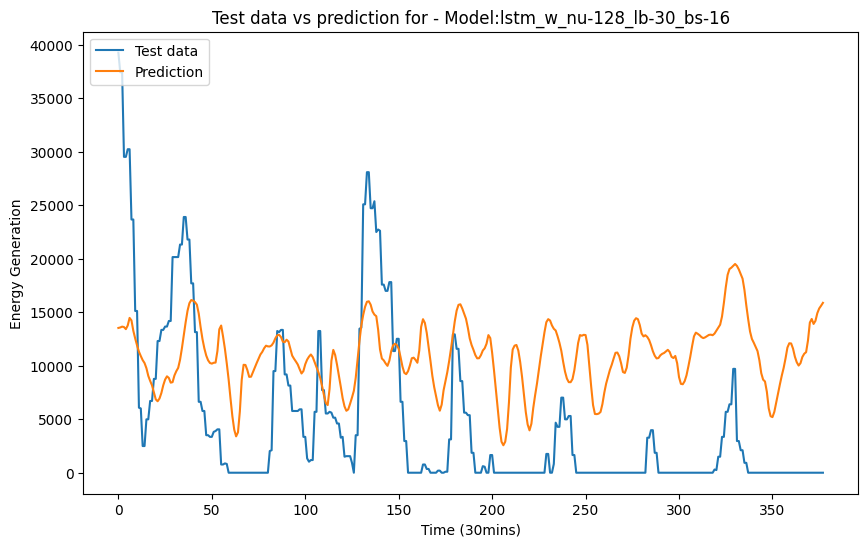 Test data vs prediction for - Model:lstm_w_nu-128_lb-30_bs-16
Test data
Prediction
40000
35000
30000
25000
20000
15000
10000
5000
0
Energy Generation
0 50 100 150 200 250 300 350
Time (30mins)